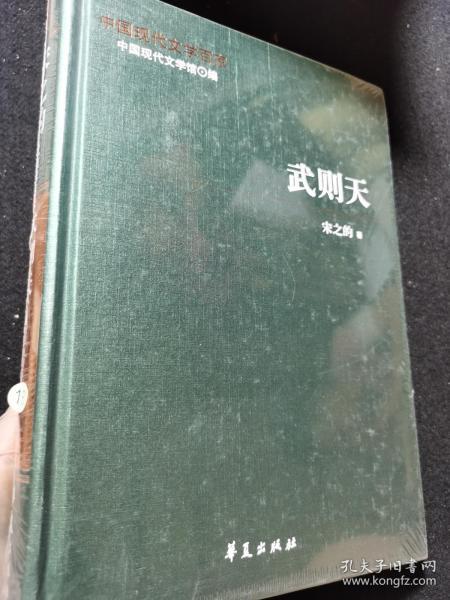 中国现代文学百家
中国现代文学馆⊙编
武则天
宋之的 著
华夏出版社
孔夫子旧书网
www.kongfz.com